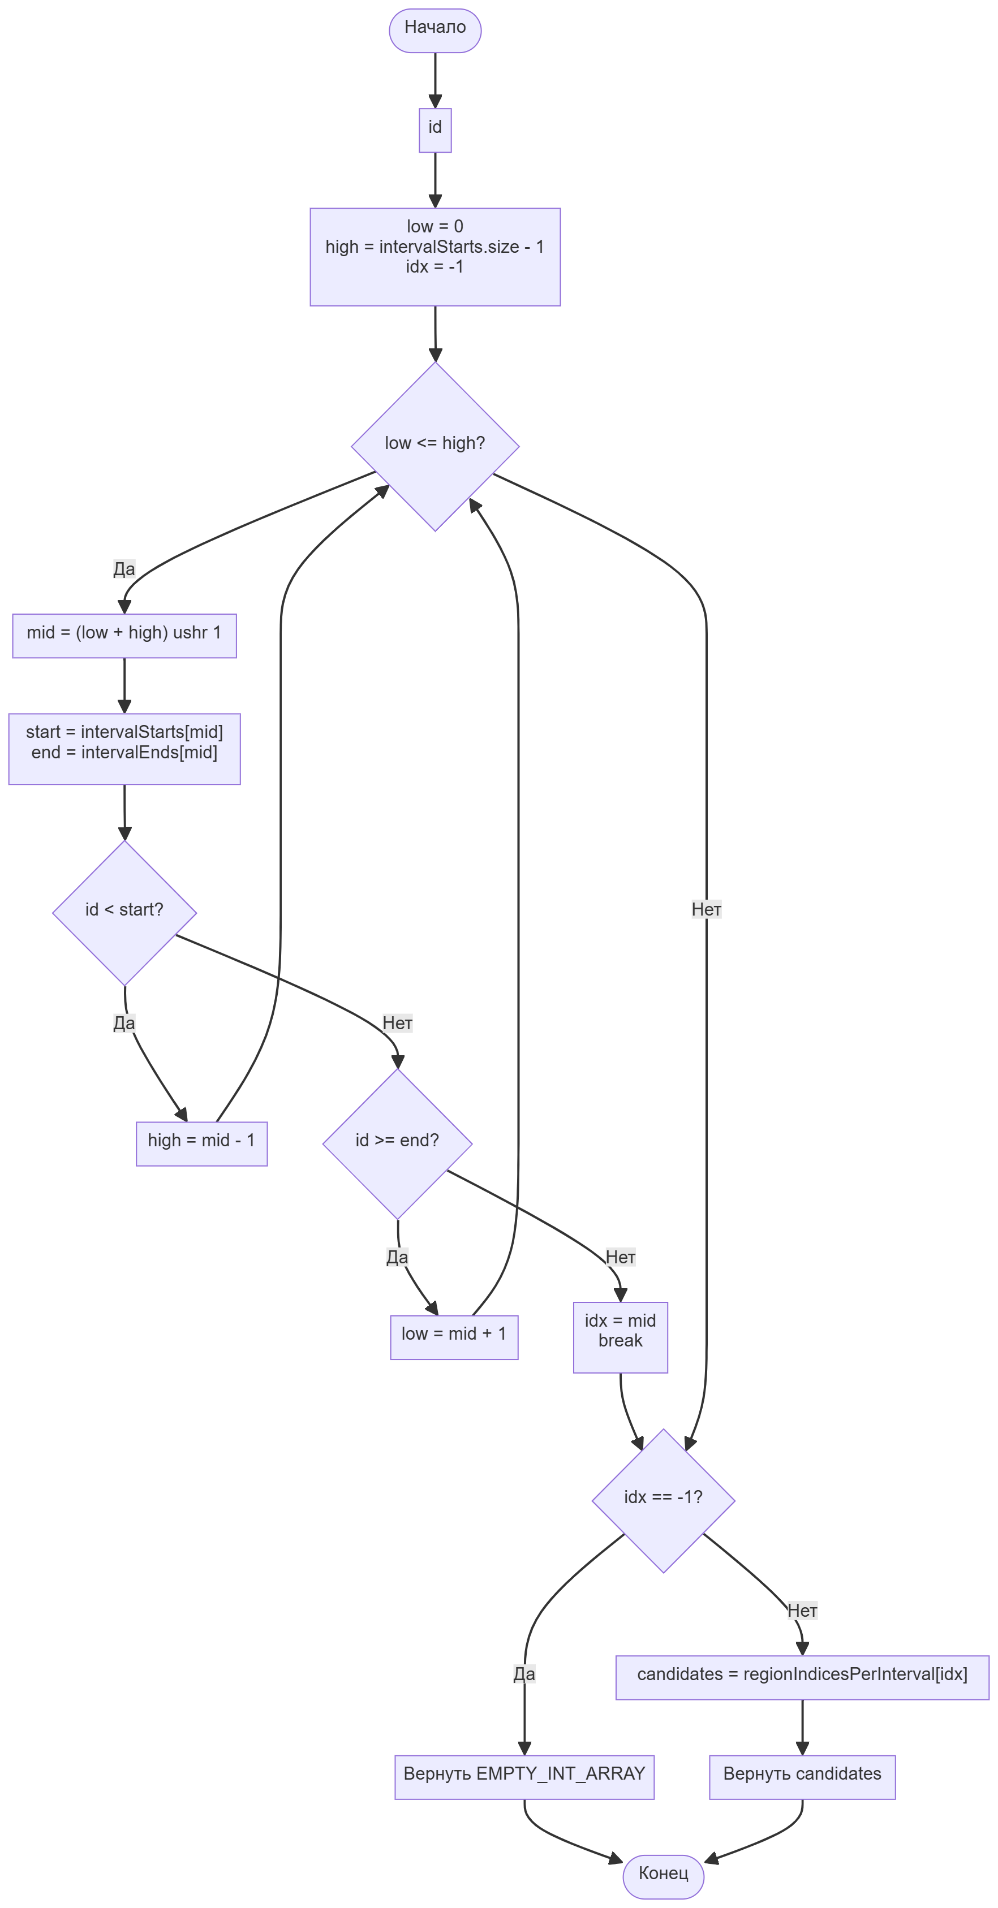 Начало
id
low = 0
high = intervalStarts.size - 1
idx = -1
low <= high?
Да
mid = (low + high) ushr 1
start = intervalStarts[mid]
end = intervalEnds[mid]
id < start?
Нет
Да
Нет
high = mid - 1
id >= end?
Да
Нет
low = mid + 1
idx = mid
break
idx == -1?
Нет
Да
candidates = regionIndicesPerInterval[idx]
Вернуть EMPTY_INT_ARRAY
Вернуть candidates
Конец